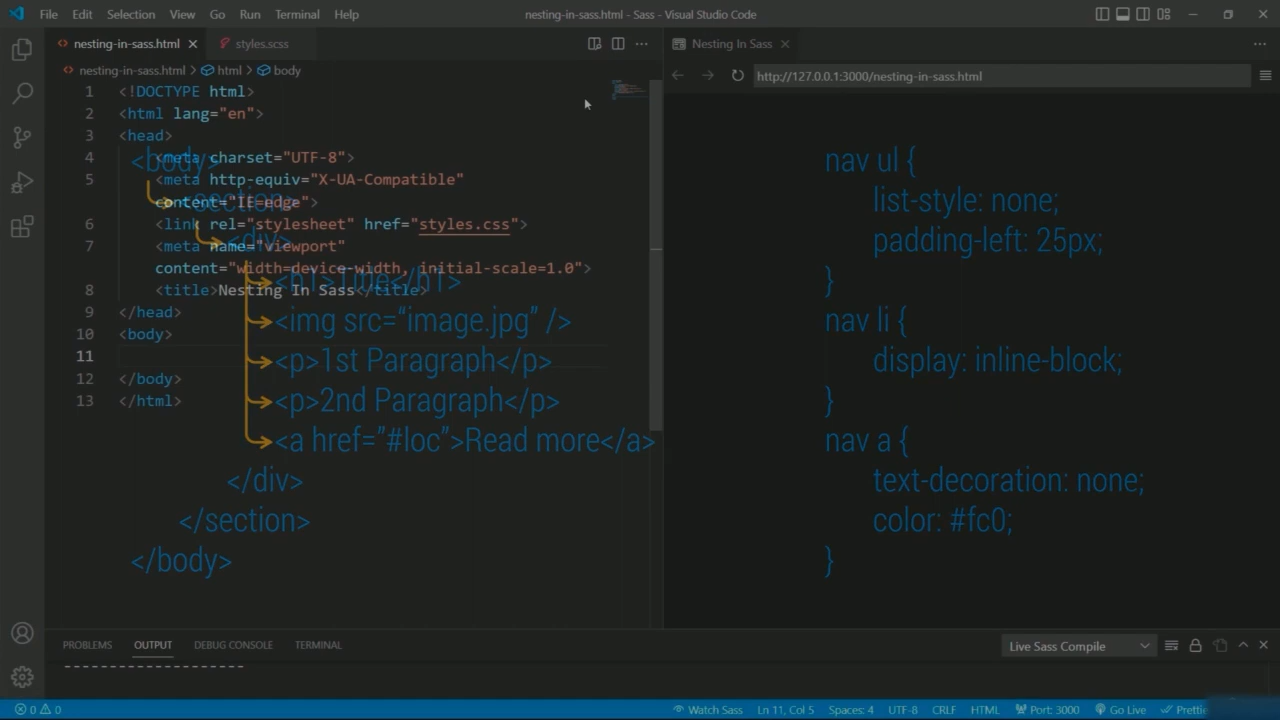 File Edit Selection View Go Run Terminal Help
nesting-in-sass.html - Sass - Visual Studio Code
nesting-in-sass.html
styles.scss
nesting-in-sass.html > html > body
1 <!DOCTYPE html>
2 <html lang="en">
3 <head>
4 <meta charset="UTF-8">
5 <meta http-equiv="X-UA-Compatible"
content="IE=edge">
6 <link rel="stylesheet" href="styles.css">
7 <meta name="viewport"
content="width=device-width, initial-scale=1.0">
8 <title>Nesting In Sass</title>
9 </head>
10 <body>
11
12 </body>
13 </html>
<body>
<section>
<div>
<h1>Title</h1>
<img src=“image.jpg” />
<p>1st Paragraph</p>
<p>2nd Paragraph</p>
<a href=”#loc”>Read more</a>
</div>
</section>
</body>
Nesting In Sass
http://127.0.0.1:3000/nesting-in-sass.html
nav ul {
list-style: none;
padding-left: 25px;
}
nav li {
display: inline-block;
}
nav a {
text-decoration: none;
color: #fc0;
}
PROBLEMS OUTPUT DEBUG CONSOLE TERMINAL
Live Sass Compile
--------------------
0 0
Watch Sass Ln 11, Col 5 Spaces: 4 UTF-8 CRLF HTML Port: 3000 Go Live Prettie